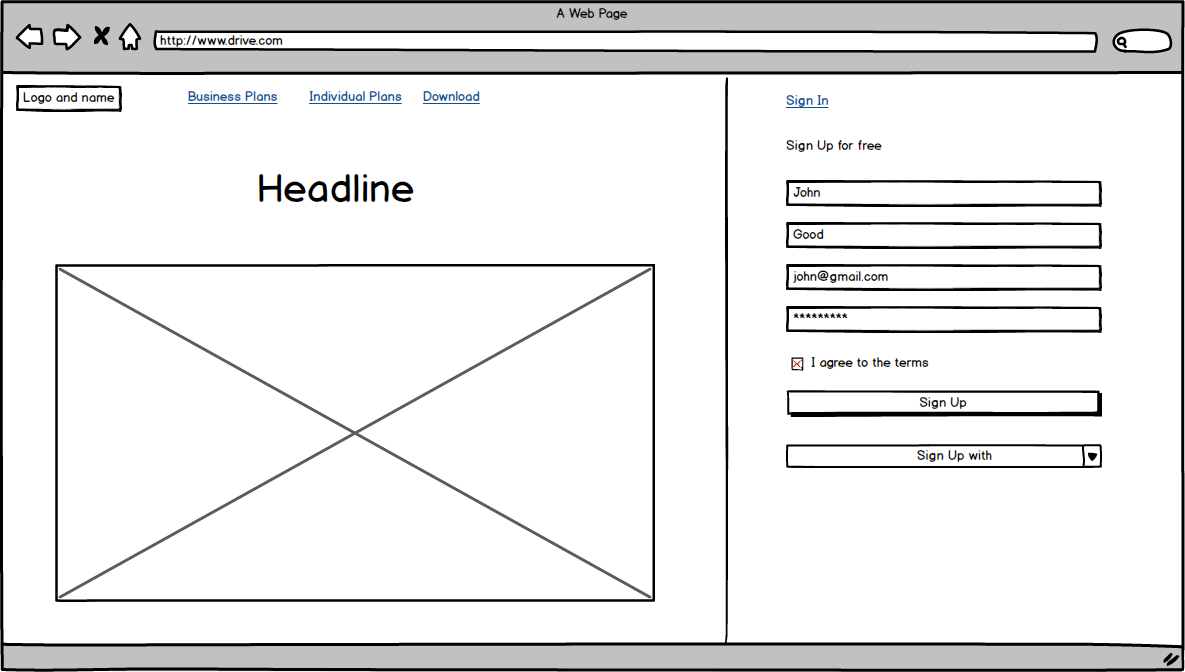 A Web Page
http://www.drive.com
Logo and name
Business Plans
Individual Plans
Download
Headline
Sign In
Sign Up for free
John
Good
john@gmail.com
*********
I agree to the terms
Sign Up
Sign Up with